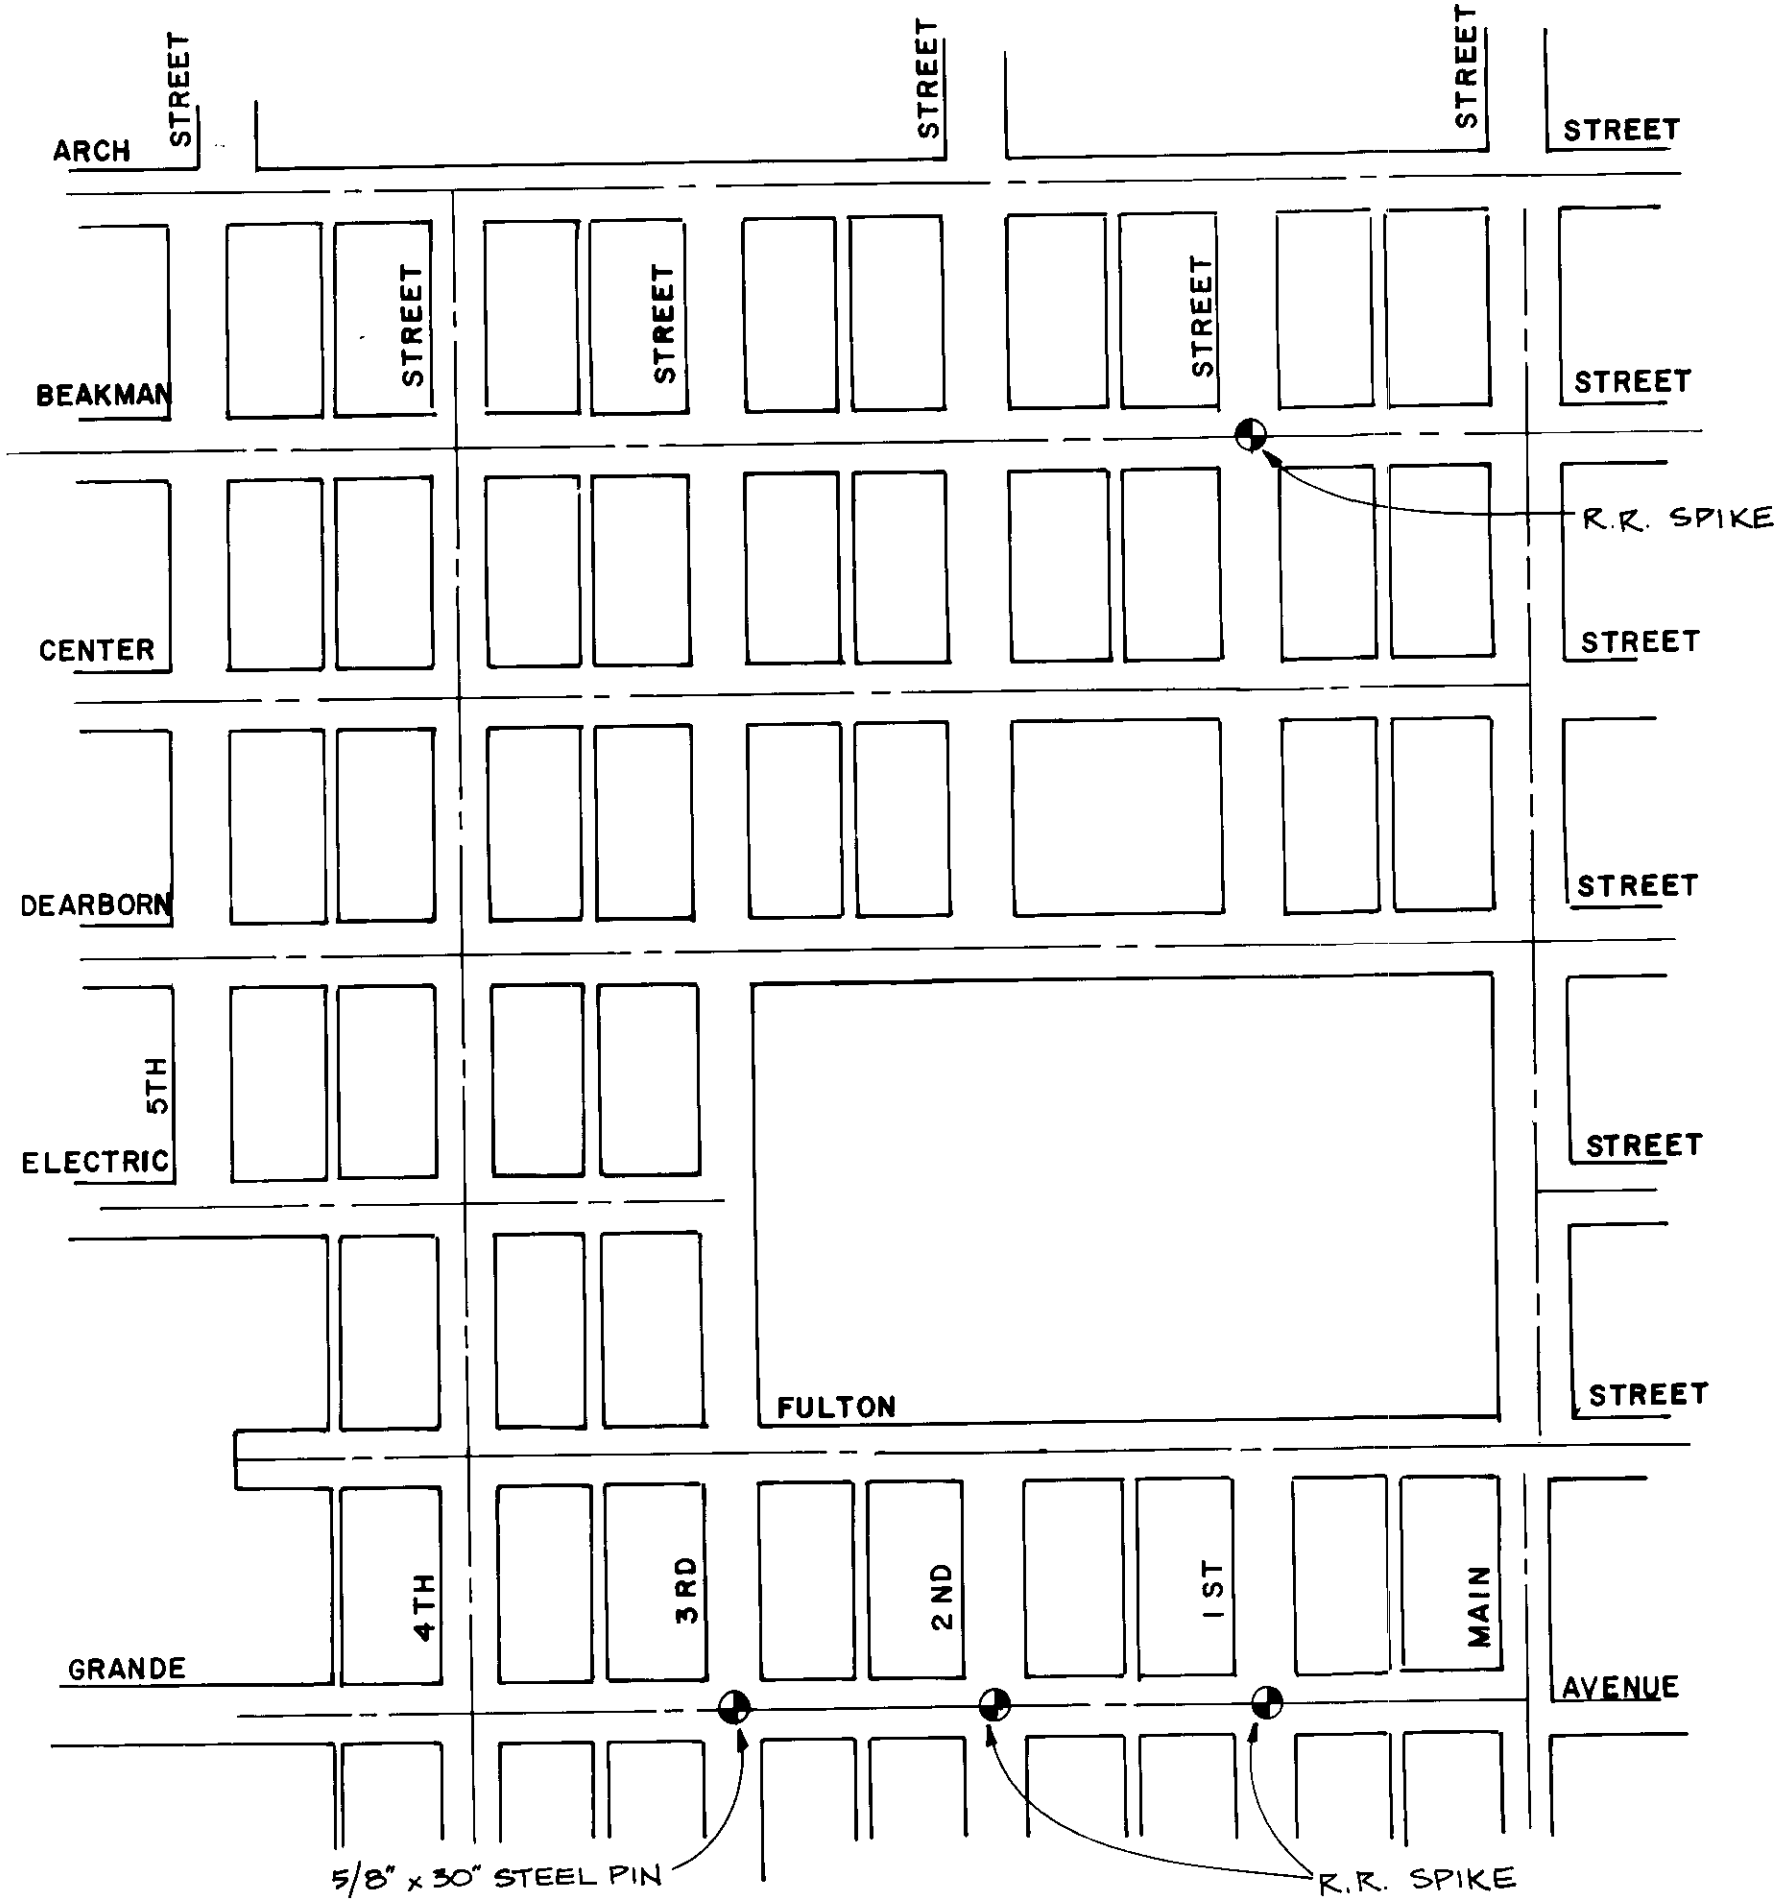 STREET
STREET
STREET
ARCH
STREET
STREET
STREET
STREET
BEAKMAN
STREET
R.R. SPIKE
CENTER
STREET
DEARBORN
STREET
5TH
ELECTRIC
STREET
FULTON
STREET
4TH
3RD
2ND
1ST
MAIN
GRANDE
AVENUE
5/8" x 30" STEEL PIN
R.R. SPIKE